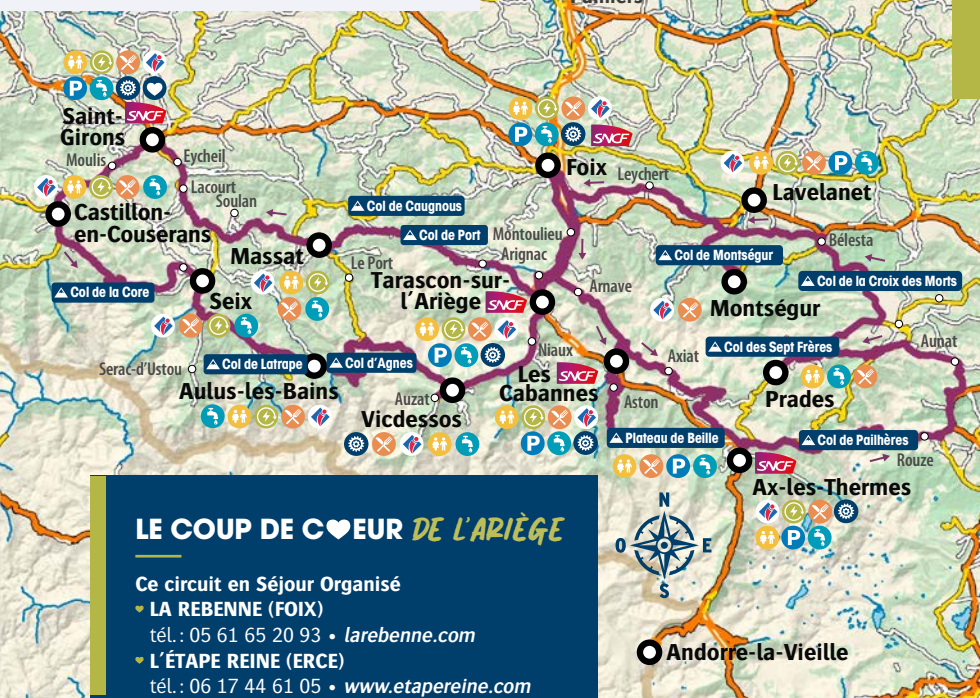 Saint-
Girons
SNCF
P
Moulis
Eycheil
Lacourt
Soulan
Castillon-
en-Couserans
Col de la Core
Seix
Serac-d'Ustou
Col de Latrape
Aulus-les-Bains
Col d'Agnes
Massat
Le Port
Col de Caugnous
Col de Port
P
SNCF
Foix
Leychert
Montoulieu
Arignac
Tarascon-sur-
l'Ariège
SNCF
P
Arnave
Niaux
Auzat
Vicdessos
Les
Cabannes
SNCF
P
Axiat
Aston
Plateau de Beille
P
P
Lavelanet
Bélesta
Col de Montségur
Montségur
Col de la Croix des Morts
Col des Sept Frères
Prades
Aunat
Col de Pailhères
Rouze
SNCF
Ax-les-Thermes
P
N
O
E
S
Andorre-la-Vieille
LE COUP DE C♥EUR DE L'ARIÈGE
Ce circuit en Séjour Organisé
♥ LA REBENNE (FOIX)
tél. : 05 61 65 20 93 • larebenne.com
♥ L'ÉTAPE REINE (ERCE)
tél. : 06 17 44 61 05 • www.etapereine.com